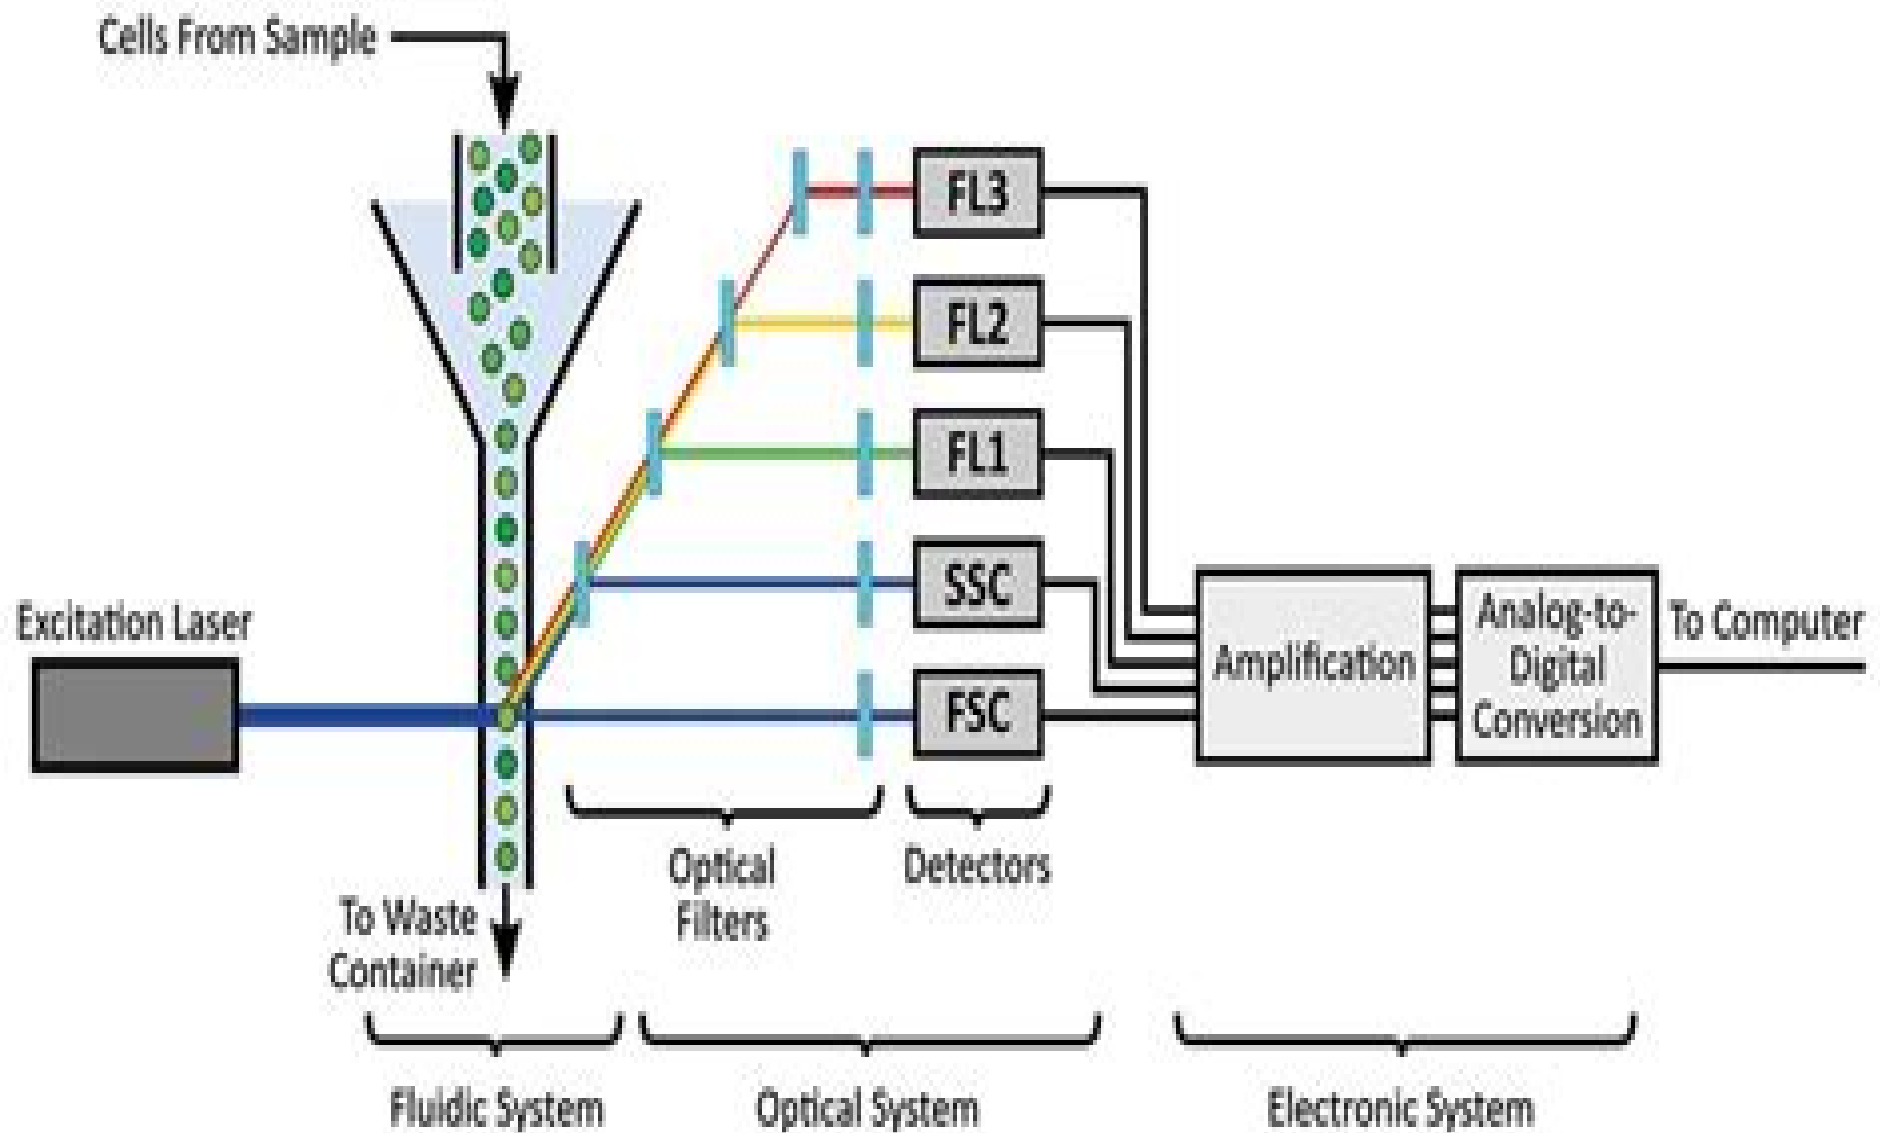 Cells From Sample
FL3
FL2
FL1
SSC
FSC
Excitation Laser
Amplification
Analog-to-
Digital
Conversion
To Computer
Optical
Filters
Detectors
To Waste
Container
Fluidic System
Optical System
Electronic System